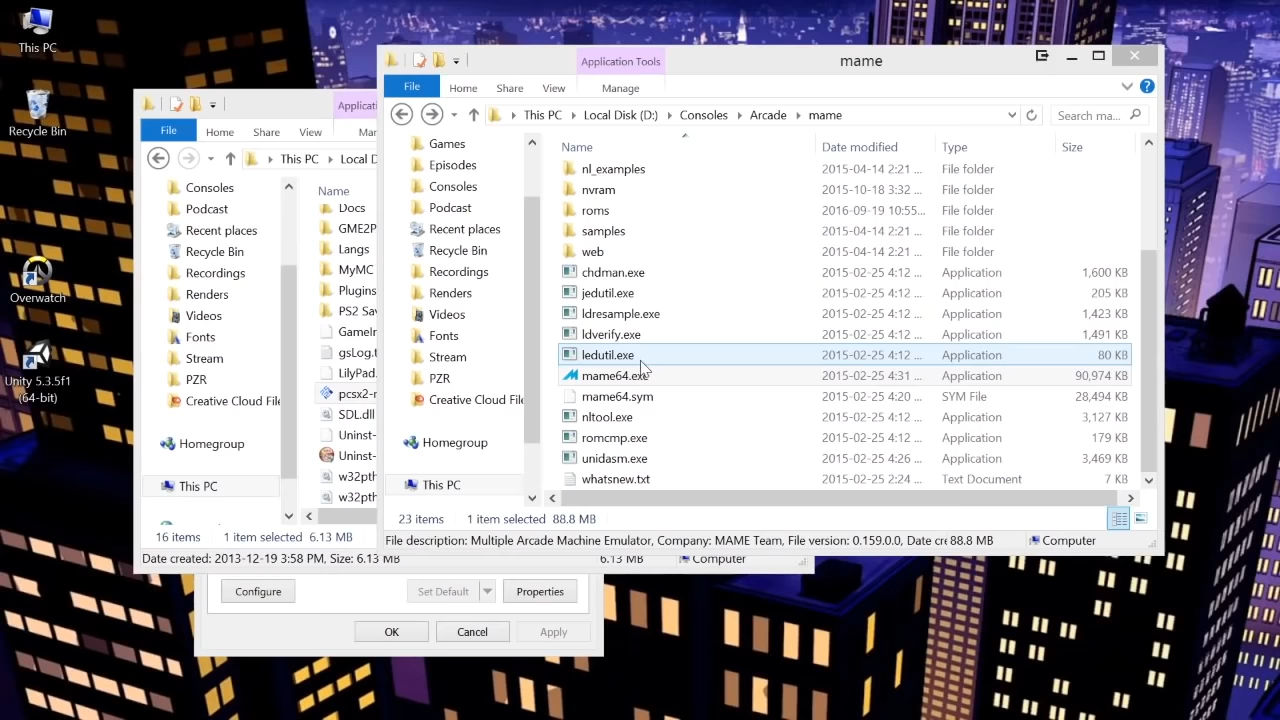 This PC
Recycle Bin
Overwatch
Unity 5.3.5f1
(64-bit)
File
Home
Share
View
This PC
Consoles
Podcast
Recent places
Recycle Bin
Recordings
Renders
Videos
Fonts
Stream
PZR
Creative Cloud Fil
Homegroup
This PC
Name
Docs
Langs
MyMC
Plugins
SDL.dll
16 items
1 item selected 6.13 MB
Date created: 2013-12-19 3:58 PM, Size: 6.13 MB
6.13 MB
Computer
Configure
Set Default
Properties
OK
Cancel
Apply
Application Tools
mame
File
Home
Share
View
Manage
This PC
Local Disk (D:)
Consoles
Arcade
mame
Search ma...
Games
Episodes
Consoles
Podcast
Recent places
Recycle Bin
Recordings
Renders
Videos
Fonts
Stream
PZR
Creative Cloud File
Homegroup
This PC
Name Date modified Type Size
nl_examples 2015-04-14 2:21 ... File folder
nvram 2015-10-18 3:32 ... File folder
roms 2016-09-19 10:55... File folder
samples 2015-04-14 2:21 ... File folder
web 2015-04-14 2:21 ... File folder
chdman.exe 2015-02-25 4:12 ... Application 1,600 KB
jedutil.exe 2015-02-25 4:12 ... Application 205 KB
ldresample.exe 2015-02-25 4:12 ... Application 1,423 KB
ldverify.exe 2015-02-25 4:12 ... Application 1,491 KB
ledutil.exe 2015-02-25 4:12 ... Application 80 KB
mame64.exe 2015-02-25 4:31 ... Application 90,974 KB
mame64.sym 2015-02-25 4:20 ... SYM File 28,494 KB
nltool.exe 2015-02-25 4:12 ... Application 3,127 KB
romcmp.exe 2015-02-25 4:12 ... Application 179 KB
unidasm.exe 2015-02-25 4:26 ... Application 3,469 KB
whatsnew.txt 2015-02-25 2:24 ... Text Document 7 KB
23 items
1 item selected 88.8 MB
File description: Multiple Arcade Machine Emulator, Company: MAME Team, File version: 0.159.0.0, Date cre 88.8 MB
Computer